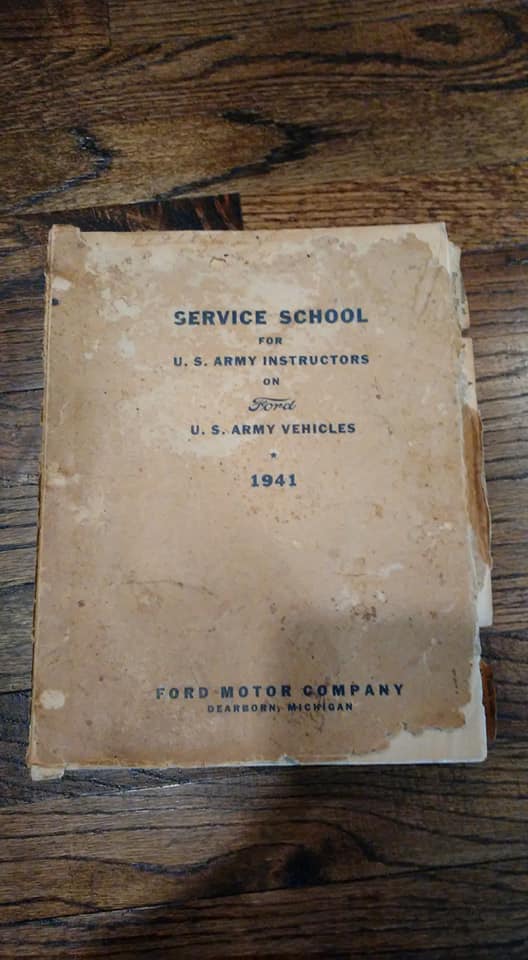 SERVICE SCHOOL
FOR
U. S. ARMY INSTRUCTORS
ON
Ford
U. S. ARMY VEHICLES
★
1941
FORD MOTOR COMPANY
DEARBORN, MICHIGAN